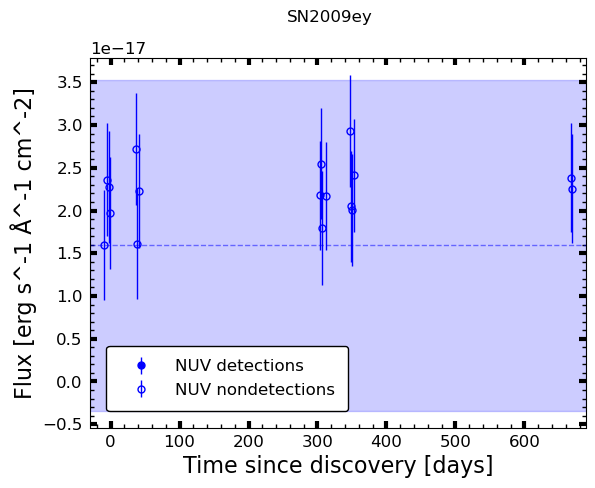 SN2009ey
1e−17
3.5
3.0
2.5
2.0
1.5
1.0
0.5
0.0
−0.5
Flux [erg s^-1 Å^-1 cm^-2]
NUV detections
NUV nondetections
0 100 200 300 400 500 600
Time since discovery [days]